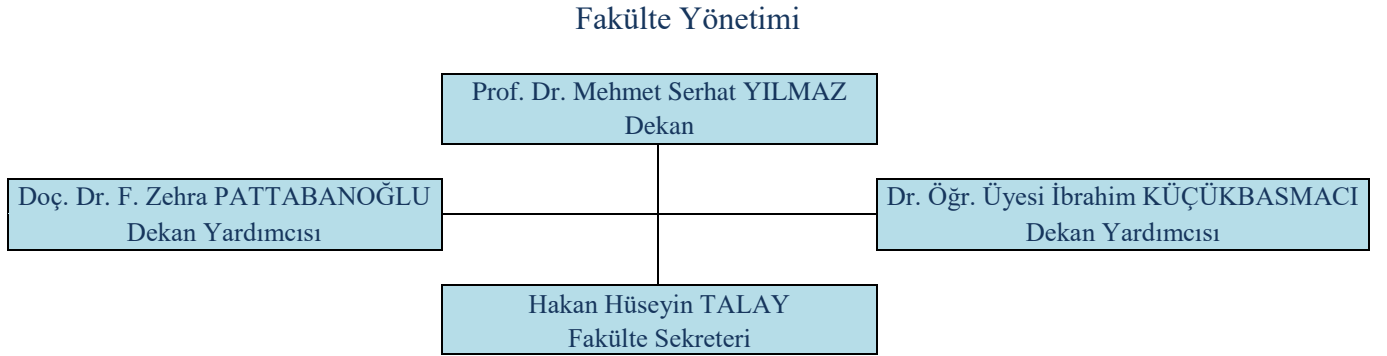 Fakülte Yönetimi
Prof. Dr. Mehmet Serhat YILMAZ
Dekan
Doç. Dr. F. Zehra PATTABANOĞLU
Dekan Yardımcısı
Dr. Öğr. Üyesi İbrahim KÜÇÜKBASMACI
Dekan Yardımcısı
Hakan Hüseyin TALAY
Fakülte Sekreteri